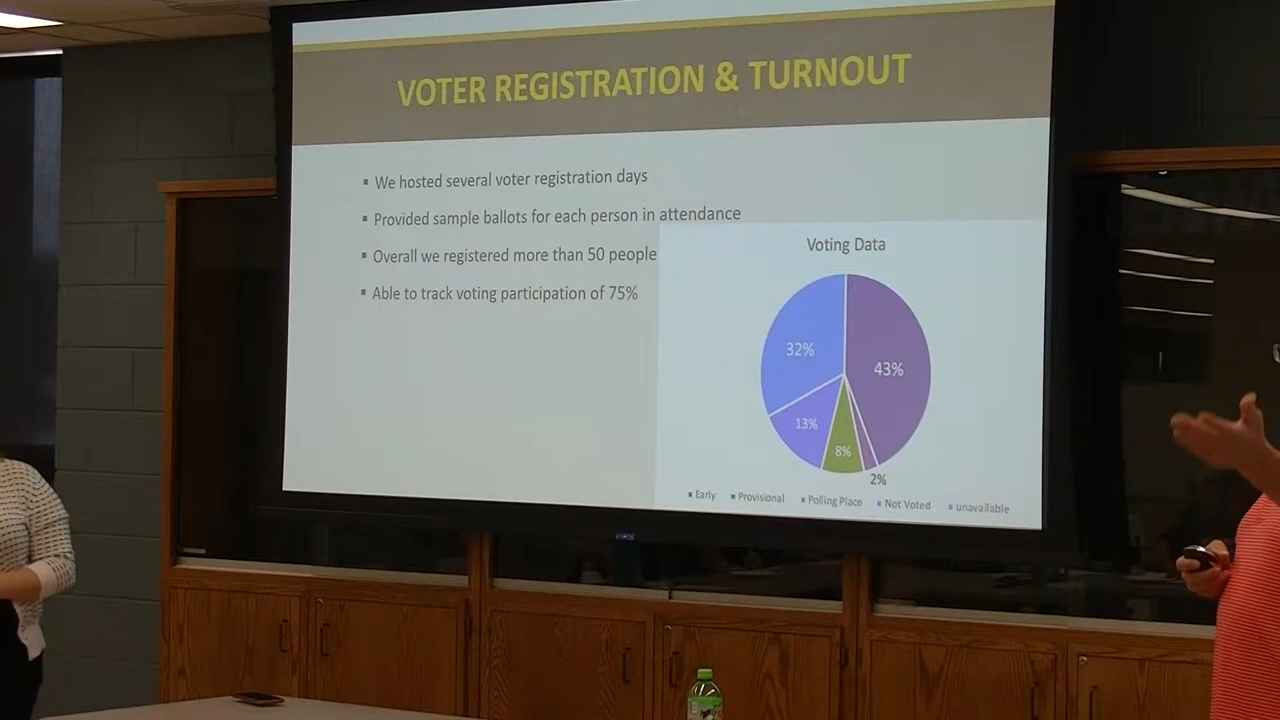 VOTER REGISTRATION & TURNOUT
▪ We hosted several voter registration days
▪ Provided sample ballots for each person in attendance
▪ Overall we registered more than 50 people
▪ Able to track voting participation of 75%
Voting Data
32%
43%
13%
8%
2%
▪ Early ▪ Provisional ▪ Polling Place ▪ Not Voted ▪ unavailable